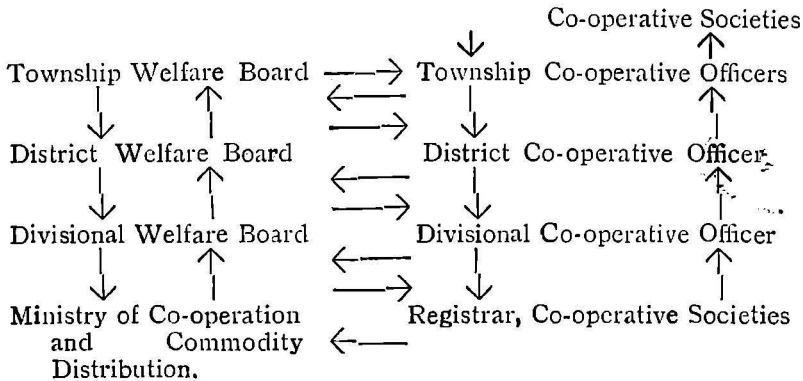 Co-operative Societies
Township Welfare Board Township Co-operative Officers
District Welfare Board District Co-operative Officer
Divisional Welfare Board Divisional Co-operative Officer
Ministry of Co-operation Registrar, Co-operative Societies
and Commodity
Distribution.